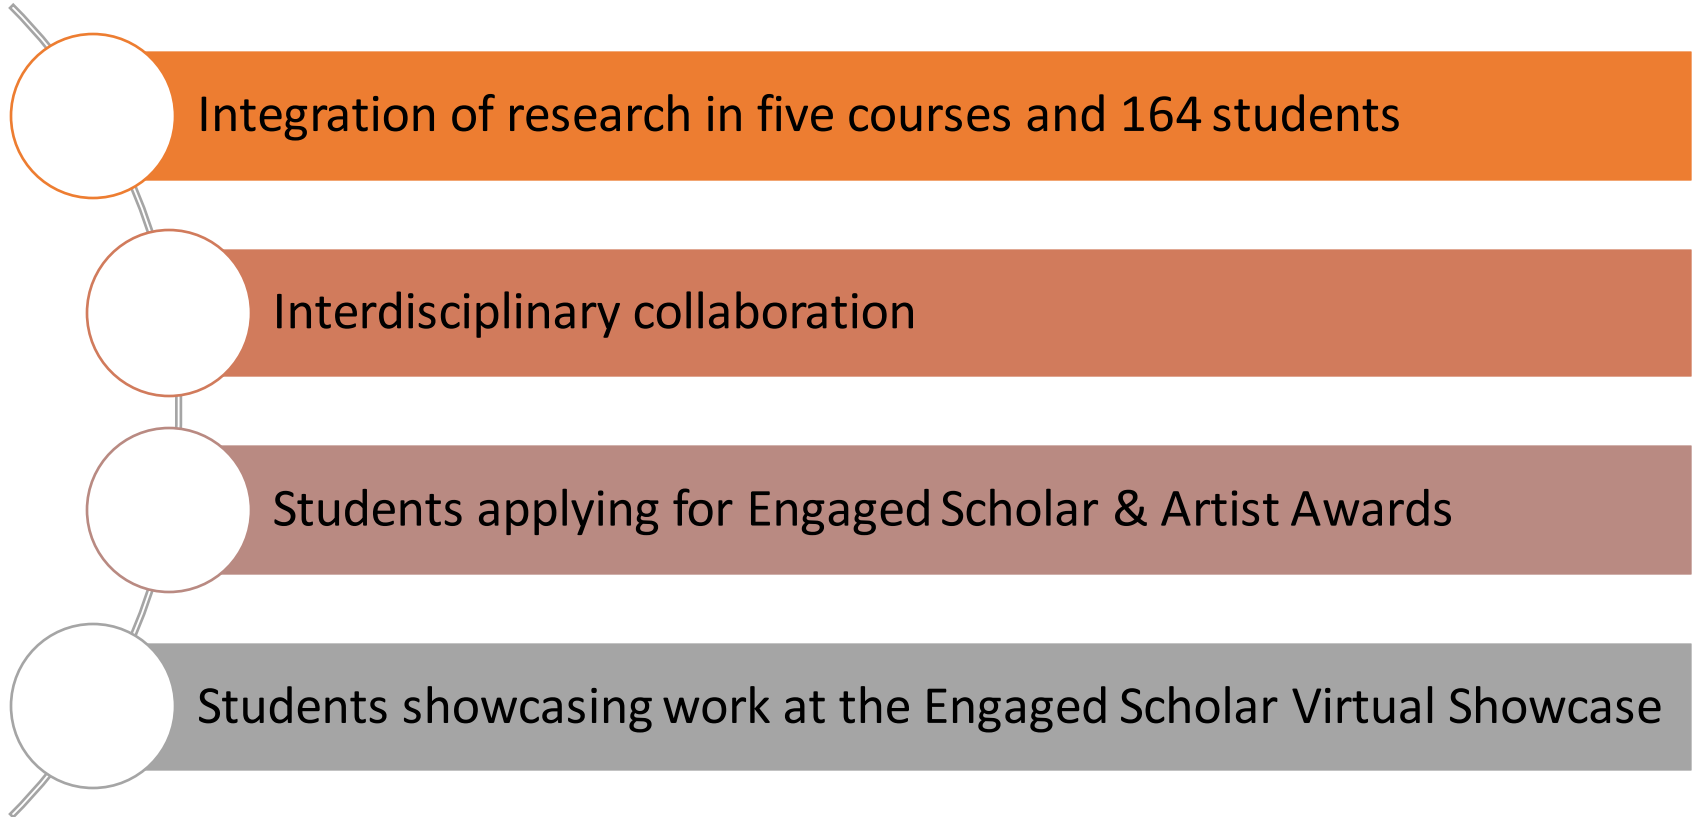 Integration of research in five courses and 164 students
Interdisciplinary collaboration
Students applying for Engaged Scholar & Artist Awards
Students showcasing work at the Engaged Scholar Virtual Showcase